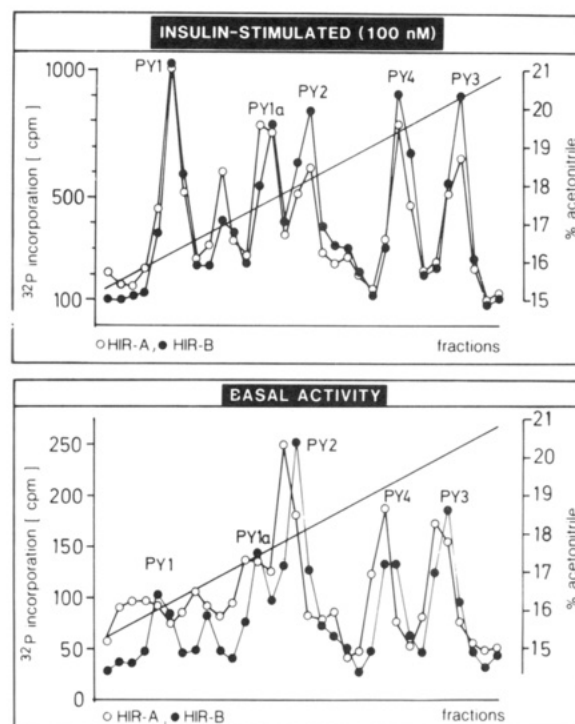 INSULIN-STIMULATED (100 nM)
1000
500
100
³²P incorporation [ cpm ]
PY1
PY1a
PY2
PY4
PY3
21
20
19
18
17
16
15
% acetonitrile
○ HIR-A, ● HIR-B
fractions
BASAL ACTIVITY
250
200
150
100
50
0
³²P incorporation [ cpm ]
PY1
PY1a
PY2
PY4
PY3
21
20
19
18
17
16
15
% acetonitrile
○ HIR-A, ● HIR-B
fractions